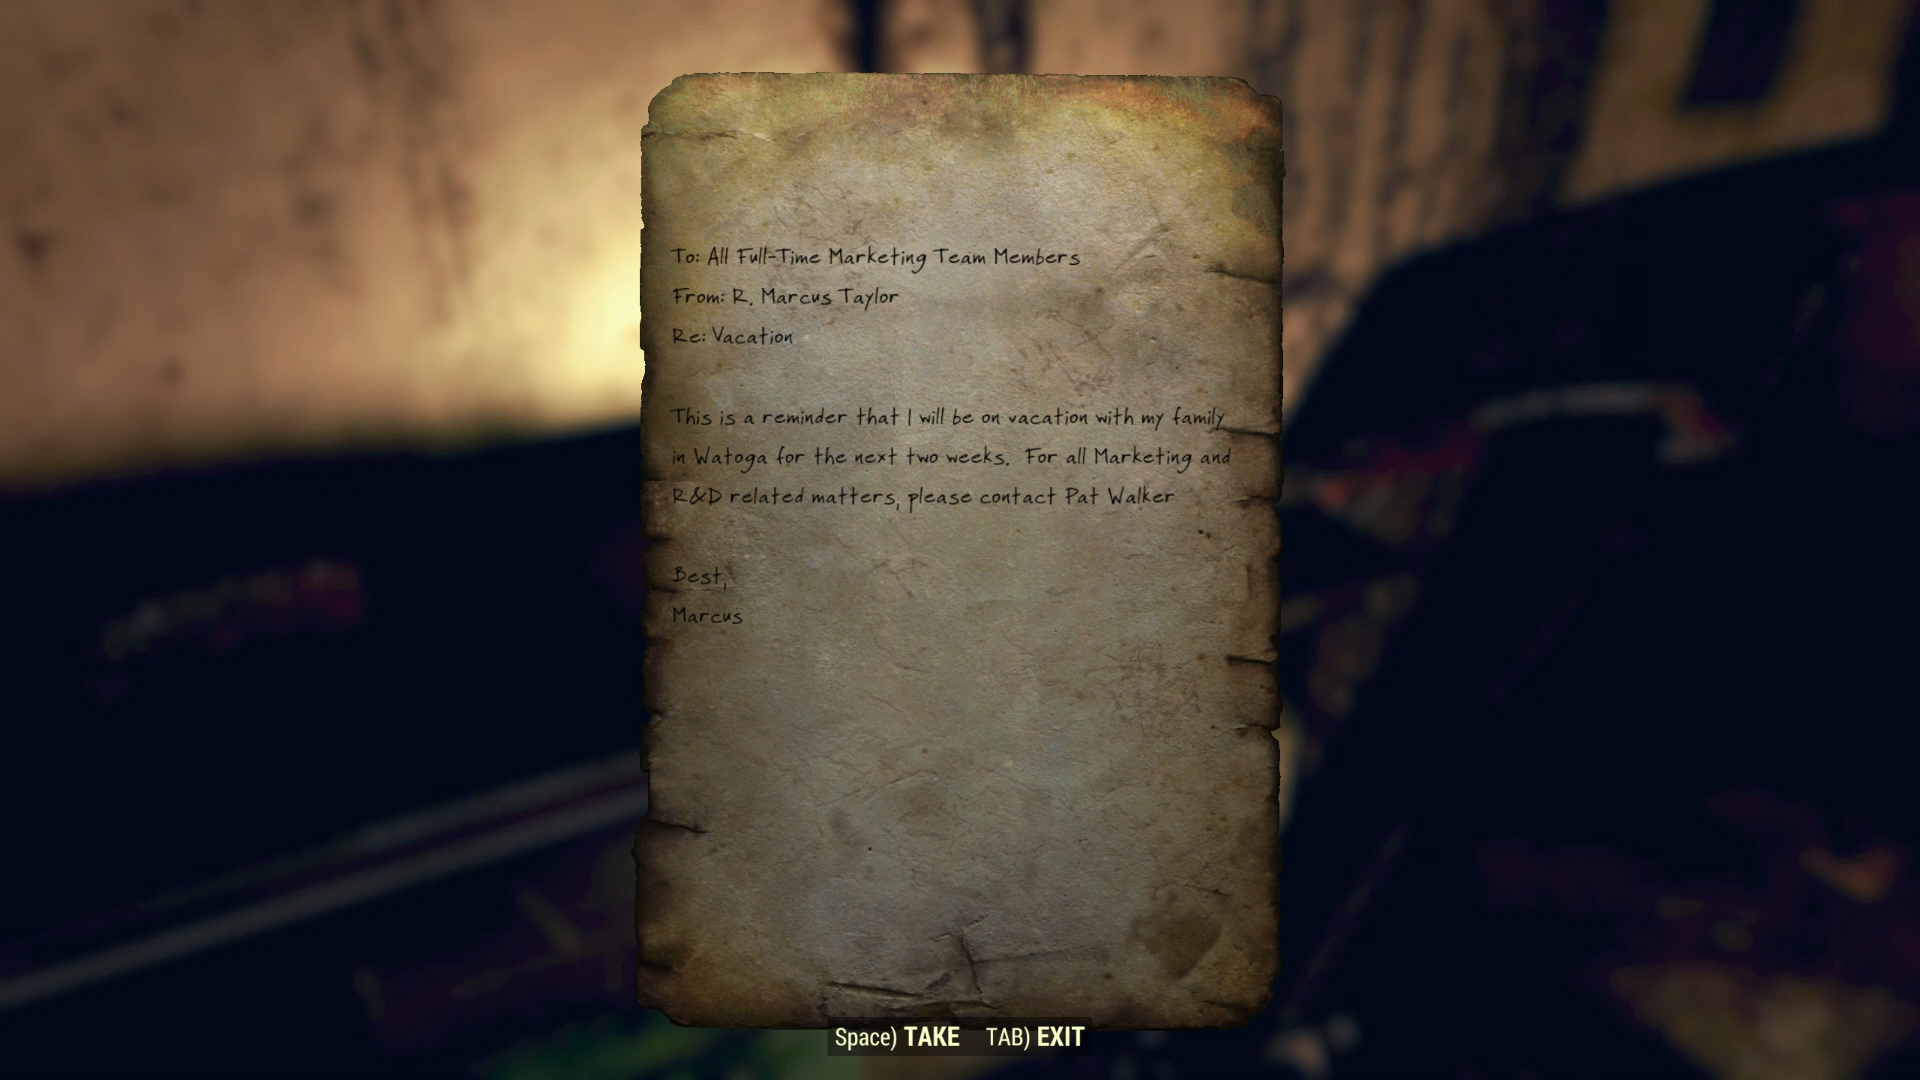 To: All Full-Time Marketing Team Members
From: R. Marcus Taylor
Re: Vacation
This is a reminder that I will be on vacation with my family
in Watoga for the next two weeks.  For all Marketing and
R&D related matters, please contact Pat Walker
Best,
Marcus
Space) TAKE TAB) EXIT